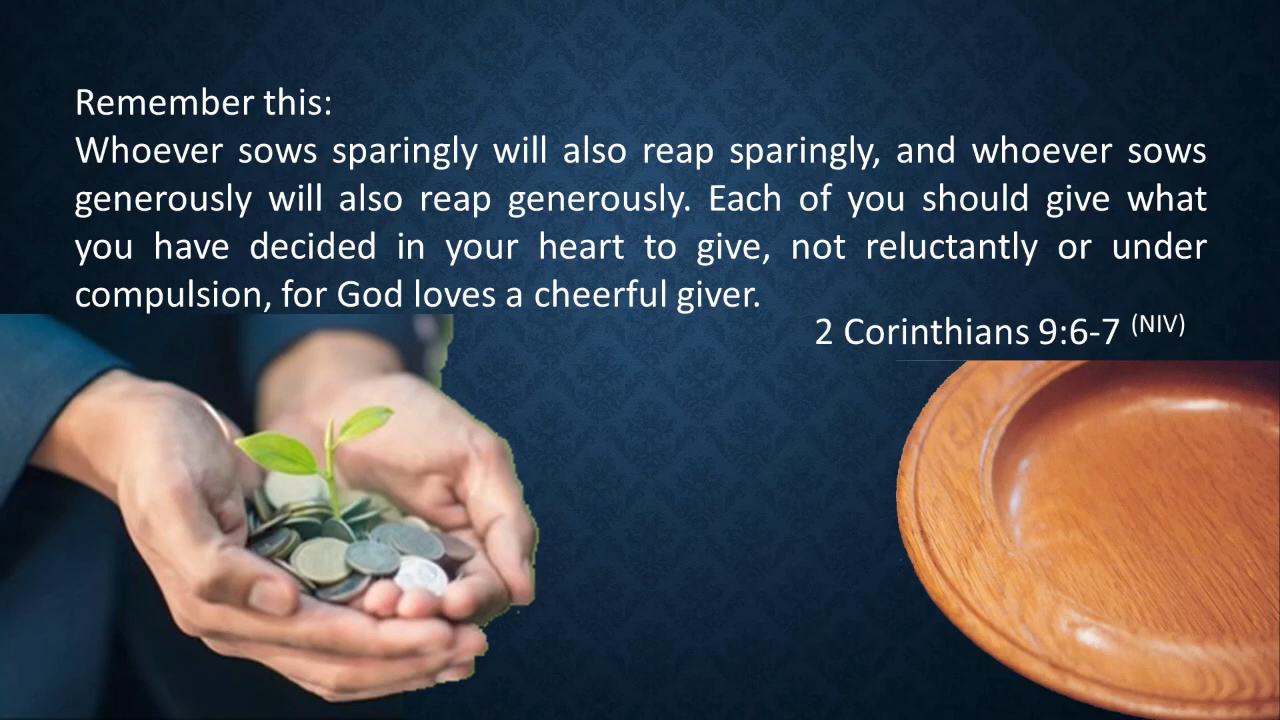 Remember this:
Whoever sows sparingly will also reap sparingly, and whoever sows
generously will also reap generously. Each of you should give what
you have decided in your heart to give, not reluctantly or under
compulsion, for God loves a cheerful giver.
2 Corinthians 9:6-7 (NIV)